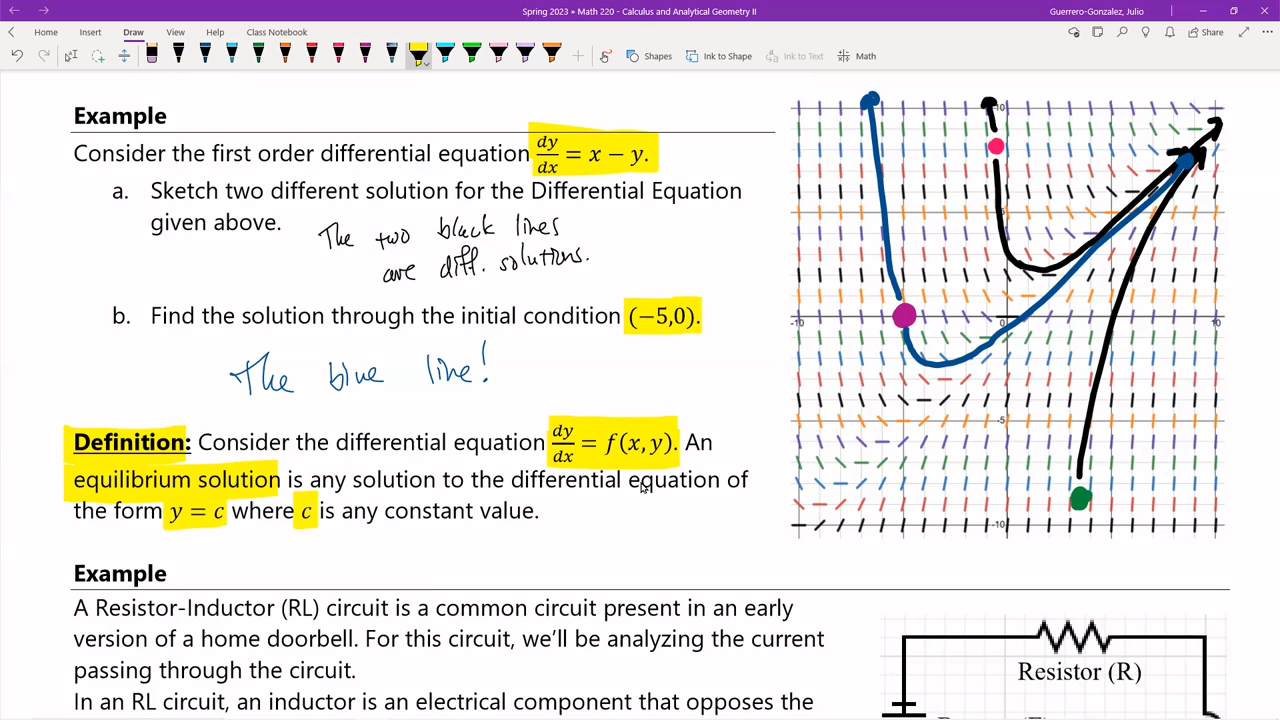 Spring 2023 » Math 220 - Calculus and Analytical Geometry II
Guerrero-Gonzalez, Julio
Home Insert Draw View Help Class Notebook
Share
Shapes Ink to Shape Ink to Text Math
Example
Consider the first order differential equation dy/dx = x − y.
a. Sketch two different solution for the Differential Equation
given above.
The two black lines
are diff. solutions.
b. Find the solution through the initial condition (−5,0).
The blue line!
Definition: Consider the differential equation dy/dx = f(x, y). An
equilibrium solution is any solution to the differential equation of
the form y = c where c is any constant value.
10
5
-10 0 10
-5
-10
Example
A Resistor-Inductor (RL) circuit is a common circuit present in an early
version of a home doorbell. For this circuit, we'll be analyzing the current
passing through the circuit.
In an RL circuit, an inductor is an electrical component that opposes the
Resistor (R)